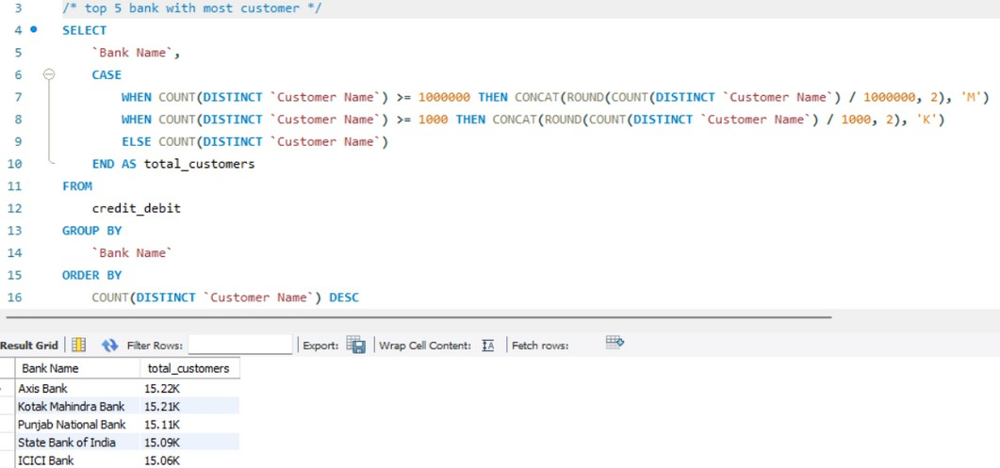 3 /* top 5 bank with most customer */
4 SELECT
5 `Bank Name`,
6 CASE
7 WHEN COUNT(DISTINCT `Customer Name`) >= 1000000 THEN CONCAT(ROUND(COUNT(DISTINCT `Customer Name`) / 1000000, 2), 'M')
8 WHEN COUNT(DISTINCT `Customer Name`) >= 1000 THEN CONCAT(ROUND(COUNT(DISTINCT `Customer Name`) / 1000, 2), 'K')
9 ELSE COUNT(DISTINCT `Customer Name`)
10 END AS total_customers
11 FROM
12 credit_debit
13 GROUP BY
14 `Bank Name`
15 ORDER BY
16 COUNT(DISTINCT `Customer Name`) DESC
Result Grid Filter Rows: Export: Wrap Cell Content: Fetch rows:
Bank Name total_customers
Axis Bank 15.22K
Kotak Mahindra Bank 15.21K
Punjab National Bank 15.11K
State Bank of India 15.09K
ICICI Bank 15.06K